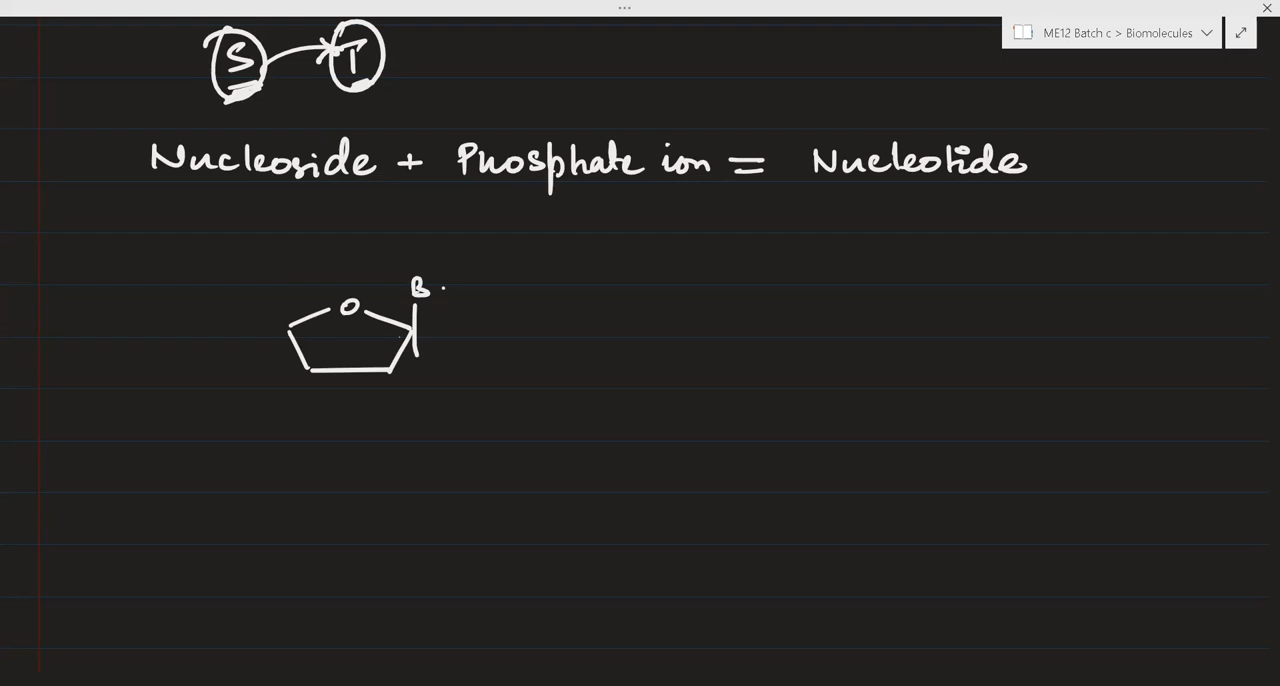 ME12 Batch c > Biomolecules
S T
Nucleoside + Phosphate ion = Nucleotide
B
O